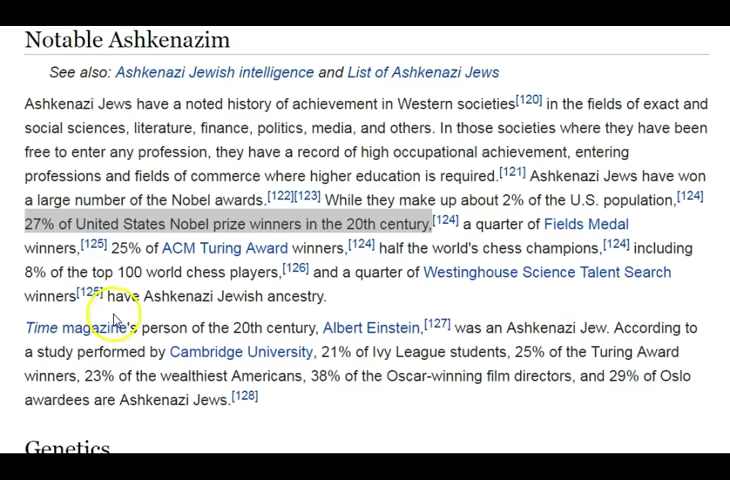 Notable Ashkenazim
See also: Ashkenazi Jewish intelligence and List of Ashkenazi Jews
Ashkenazi Jews have a noted history of achievement in Western societies[120] in the fields of exact and
social sciences, literature, finance, politics, media, and others. In those societies where they have been
free to enter any profession, they have a record of high occupational achievement, entering
professions and fields of commerce where higher education is required.[121] Ashkenazi Jews have won
a large number of the Nobel awards.[122][123] While they make up about 2% of the U.S. population,[124]
27% of United States Nobel prize winners in the 20th century,[124] a quarter of Fields Medal
winners,[125] 25% of ACM Turing Award winners,[124] half the world's chess champions,[124] including
8% of the top 100 world chess players,[126] and a quarter of Westinghouse Science Talent Search
winners[125] have Ashkenazi Jewish ancestry.
Time magazine's person of the 20th century, Albert Einstein,[127] was an Ashkenazi Jew. According to
a study performed by Cambridge University, 21% of Ivy League students, 25% of the Turing Award
winners, 23% of the wealthiest Americans, 38% of the Oscar-winning film directors, and 29% of Oslo
awardees are Ashkenazi Jews.[128]
Genetics